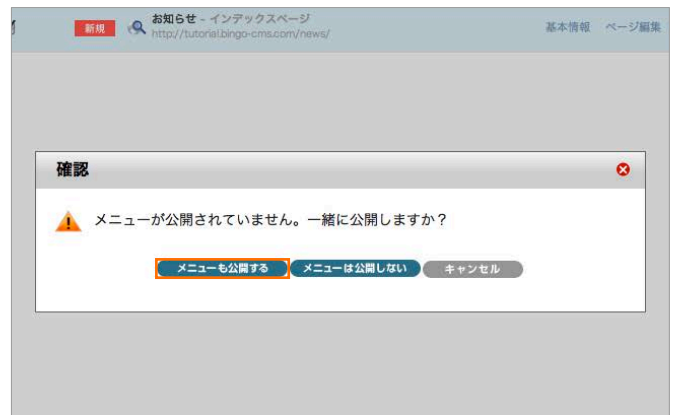 新規
お知らせ - インデックスページ
http://tutorial.bingo-cms.com/news/
基本情報 ページ編集
確認
メニューが公開されていません。一緒に公開しますか？
メニューも公開する メニューは公開しない キャンセル